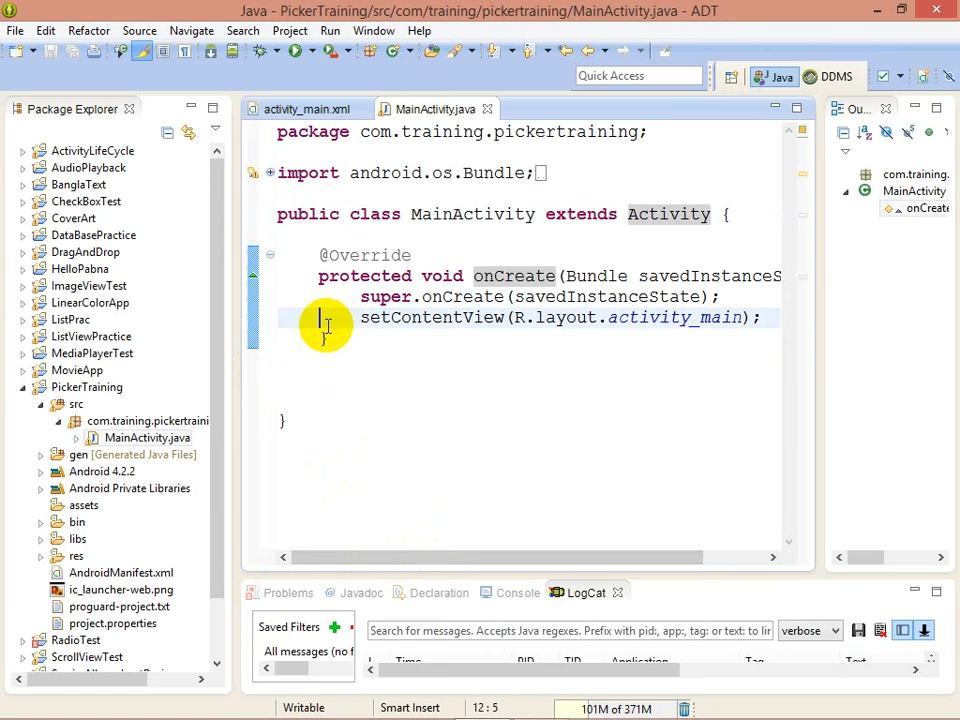 Java - PickerTraining/src/com/training/pickertraining/MainActivity.java - ADT
File Edit Refactor Source Navigate Search Project Run Window Help
Quick Access
Java
DDMS
Package Explorer
activity_main.xml
MainActivity.java
Ou...
ActivityLifeCycle
AudioPlayback
BanglaText
CheckBoxTest
CoverArt
DataBasePractice
DragAndDrop
HelloPabna
ImageViewTest
LinearColorApp
ListPrac
ListViewPractice
MediaPlayerTest
MovieApp
PickerTraining
src
com.training.pickertraini
MainActivity.java
gen [Generated Java Files]
Android 4.2.2
Android Private Libraries
assets
bin
libs
res
AndroidManifest.xml
ic_launcher-web.png
proguard-project.txt
project.properties
RadioTest
ScrollViewTest
package com.training.pickertraining;
import android.os.Bundle;
public class MainActivity extends Activity {
@Override
protected void onCreate(Bundle savedInstanceS
super.onCreate(savedInstanceState);
setContentView(R.layout.activity_main);
}
}
com.training.
MainActivity
onCreate
Problems
@ Javadoc
Declaration
Console
LogCat
Saved Filters
All messages (no f
Search for messages. Accepts Java regexes. Prefix with pid:, app:, tag: or text: to lir
verbose
L Time PID TID Application Tag Text
Writable
Smart Insert
12 : 5
101M of 371M